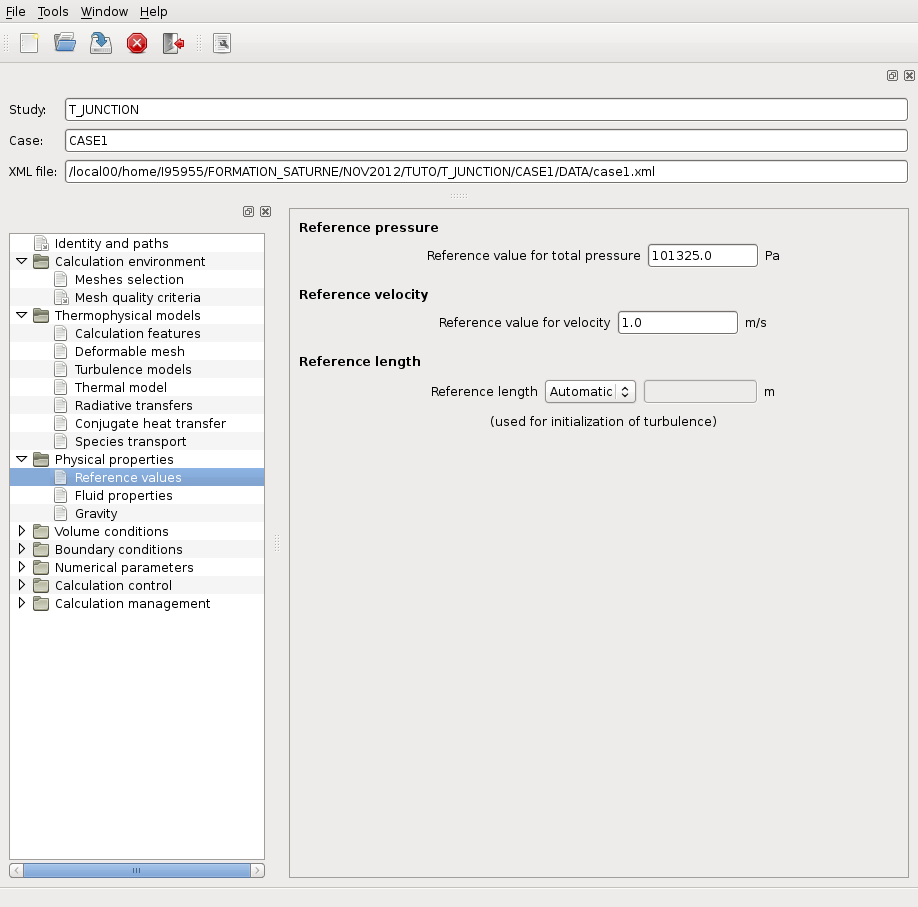 File Tools Window Help
Study: T_JUNCTION
Case: CASE1
XML file: /local00/home/I95955/FORMATION_SATURNE/NOV2012/TUTO/T_JUNCTION/CASE1/DATA/case1.xml
Identity and paths
Calculation environment
Meshes selection
Mesh quality criteria
Thermophysical models
Calculation features
Deformable mesh
Turbulence models
Thermal model
Radiative transfers
Conjugate heat transfer
Species transport
Physical properties
Reference values
Fluid properties
Gravity
Volume conditions
Boundary conditions
Numerical parameters
Calculation control
Calculation management
Reference pressure
Reference value for total pressure 101325.0 Pa
Reference velocity
Reference value for velocity 1.0 m/s
Reference length
Reference length Automatic m
(used for initialization of turbulence)